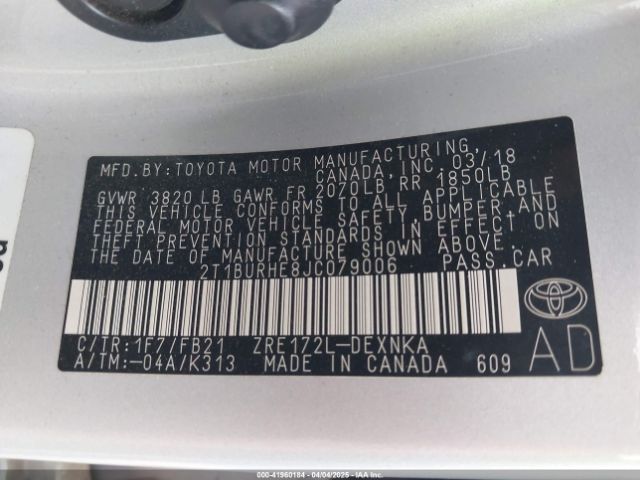 MFD.BY:TOYOTA MOTOR MANUFACTURING,
CANADA, INC. 03/18
GVWR 3820 LB GAWR FR 2070LB RR 1850LB
THIS VEHICLE CONFORMS TO ALL APPLICABLE
FEDERAL MOTOR VEHICLE SAFETY, BUMPER, AND
THEFT PREVENTION STANDARDS IN EFFECT ON
THE DATE OF MANUFACTURE SHOWN ABOVE.
2T1BURHE8JC079006 PASS.CAR
C/TR:1F7/FB21 ZRE172L-DEXNKA
A/TM:-04A/K313 MADE IN CANADA 609
AD
000-41960184 - 04/04/2025 - IAA Inc.